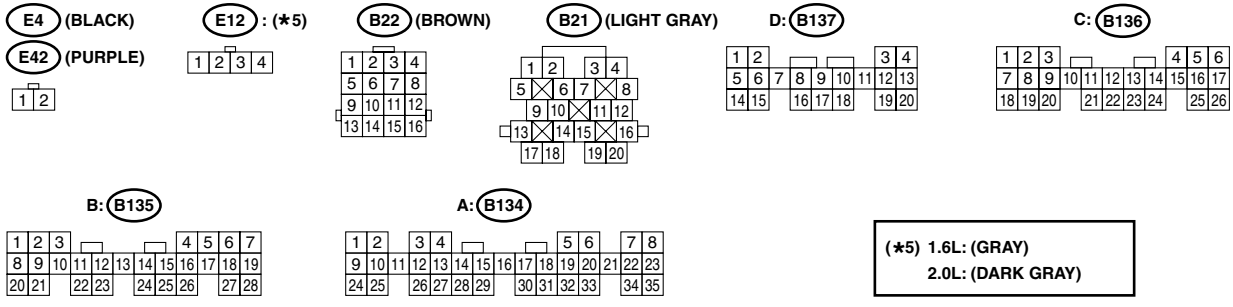 E4 (BLACK)
E12 : (★5)
B22 (BROWN)
B21 (LIGHT GRAY)
D: B137
C: B136
E42 (PURPLE)
1 2
1 2 3 4
1 2 3 4
5 6 7 8
9 10 11 12
13 14 15 16
1 2 3 4
5 6 7 8
9 10 11 12
13 14 15 16
17 18 19 20
1 2 3 4
5 6 7 8 9 10 11 12 13
14 15 16 17 18 19 20
1 2 3 4 5 6
7 8 9 10 11 12 13 14 15 16 17
18 19 20 21 22 23 24 25 26
B: B135
1 2 3 4 5 6 7
8 9 10 11 12 13 14 15 16 17 18 19
20 21 22 23 24 25 26 27 28
A: B134
1 2 3 4 5 6 7 8
9 10 11 12 13 14 15 16 17 18 19 20 21 22 23
24 25 26 27 28 29 30 31 32 33 34 35
(★5) 1.6L: (GRAY)
2.0L: (DARK GRAY)